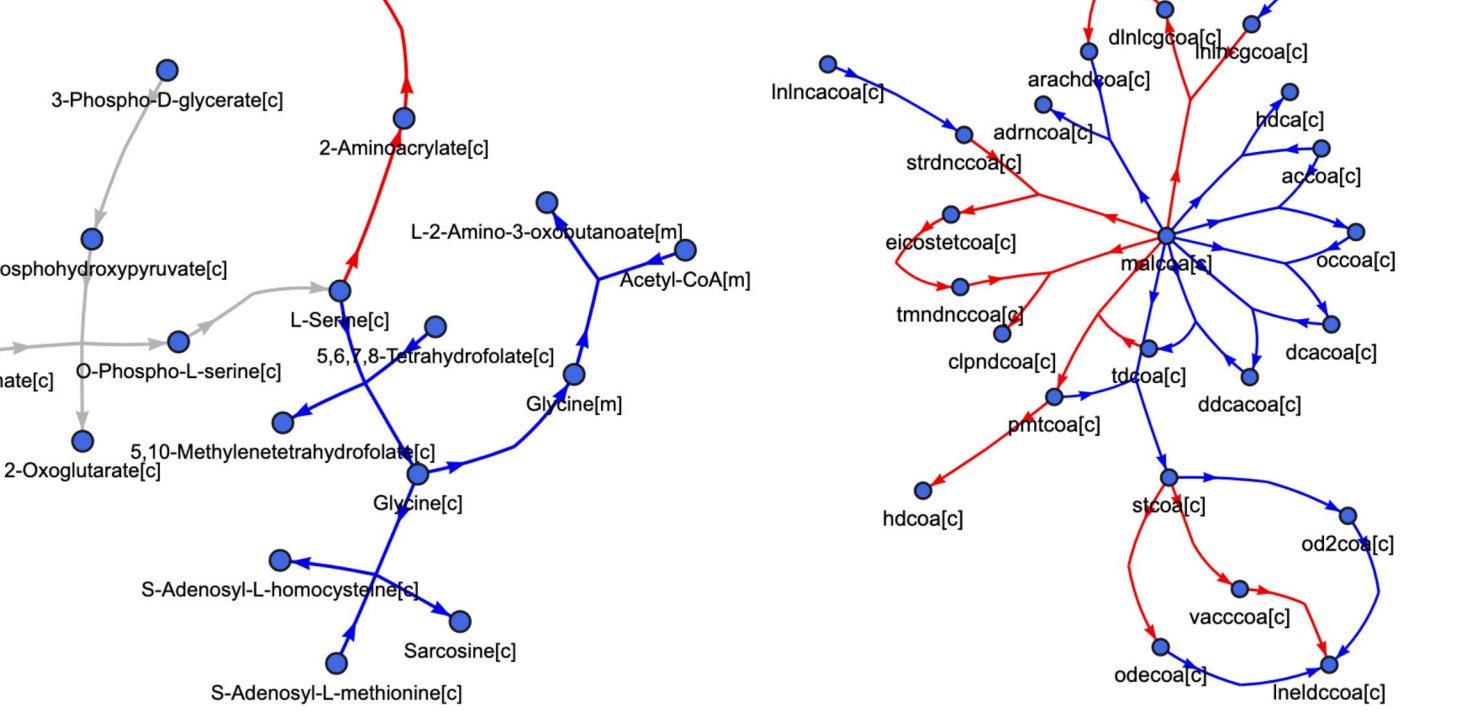 3-Phospho-D-glycerate[c]
2-Aminoacrylate[c]
L-2-Amino-3-oxobutanoate[m]
Acetyl-CoA[m]
osphohydroxypyruvate[c]
L-Serine[c]
5,6,7,8-Tetrahydrofolate[c]
O-Phospho-L-serine[c]
nate[c]
Glycine[m]
5,10-Methylenetetrahydrofolate[c]
2-Oxoglutarate[c]
Glycine[c]
S-Adenosyl-L-homocysteine[c]
Sarcosine[c]
S-Adenosyl-L-methionine[c]
dlnlcgcoa[c]
lnlncgcoa[c]
arachdcoa[c]
lnlncacoa[c]
hdca[c]
adrncoa[c]
strdnccoa[c]
accoa[c]
eicostetcoa[c]
malcoa[c]
occoa[c]
tmndnccoa[c]
clpndcoa[c]
dcacoa[c]
tdcoa[c]
ddcacoa[c]
pmtcoa[c]
hdcoa[c]
stcoa[c]
od2coa[c]
vacccoa[c]
odecoa[c]
lneldccoa[c]